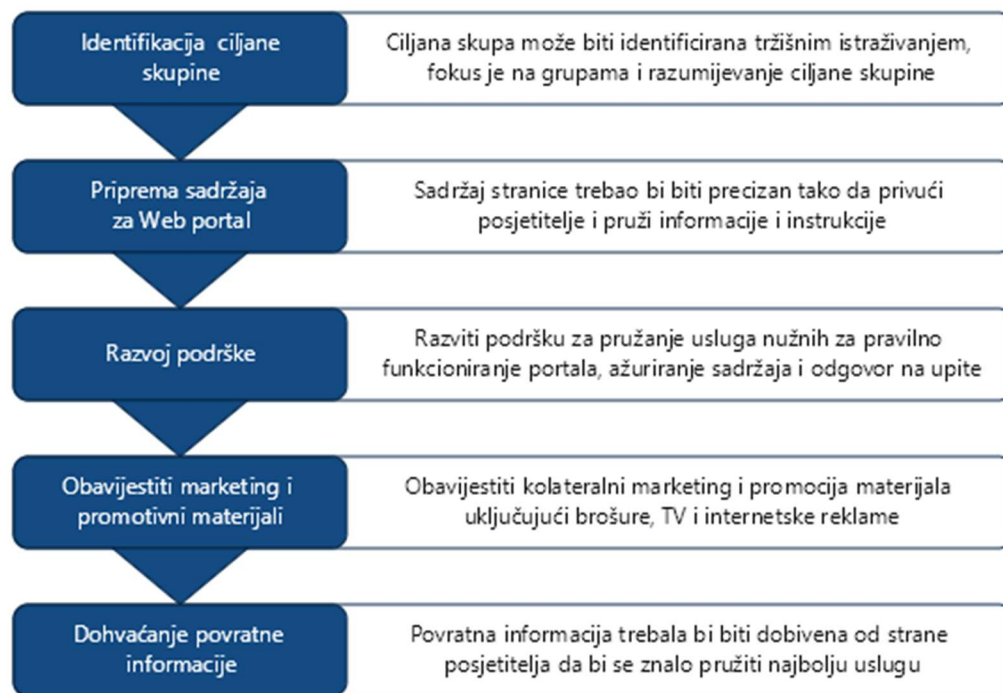 Identifikacija ciljane
skupine
Ciljana skupa može biti identificirana tržišnim istraživanjem,
fokus je na grupama i razumijevanje ciljane skupine
Priprema sadržaja
za Web portal
Sadržaj stranice trebao bi biti precizan tako da privući
posjetitelje i pruži informacije i instrukcije
Razvoj podrške
Razviti podršku za pružanje usluga nužnih za pravilno
funkcioniranje portala, ažuriranje sadržaja i odgovor na upite
Obavijestiti marketing i
promotivni materijali
Obavijestiti kolateralni marketing i promocija materijala
uključujući brošure, TV i internetske reklame
Dohvaćanje povratne
informacije
Povratna informacija trebala bi biti dobivena od strane
posjetitelja da bi se znalo pružiti najbolju uslugu